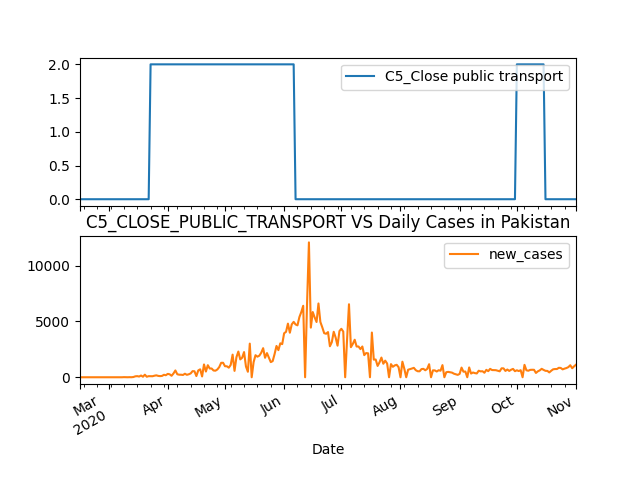 2.0
1.5
1.0
0.5
0.0
C5_Close public transport
C5_CLOSE_PUBLIC_TRANSPORT VS Daily Cases in Pakistan
10000
5000
0
new_cases
Mar
2020
Apr
May
Jun
Jul
Aug
Sep
Oct
Nov
Date